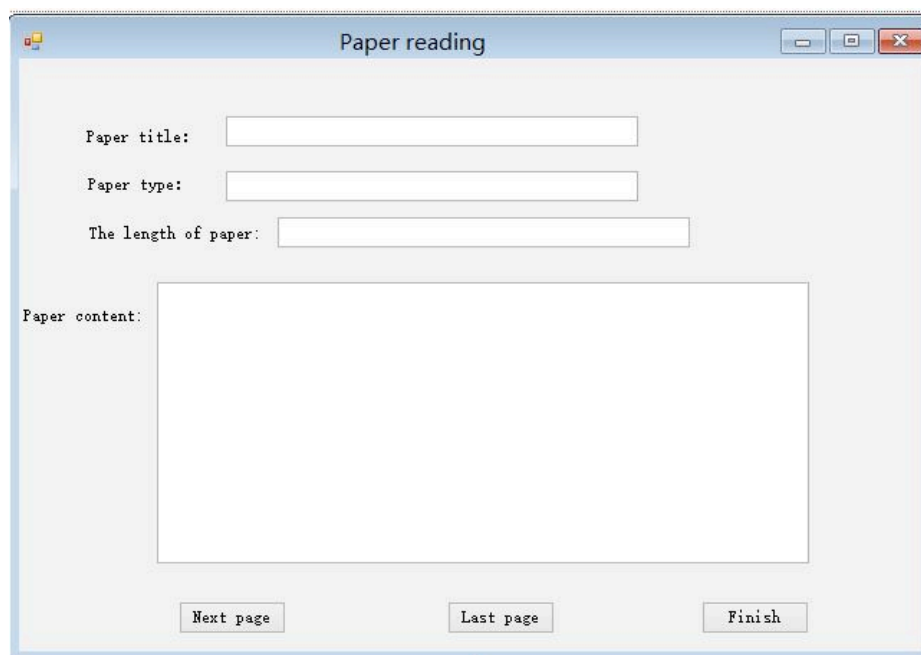 Paper reading
Paper title:
Paper type:
The length of paper:
Paper content:
Next page Last page Finish